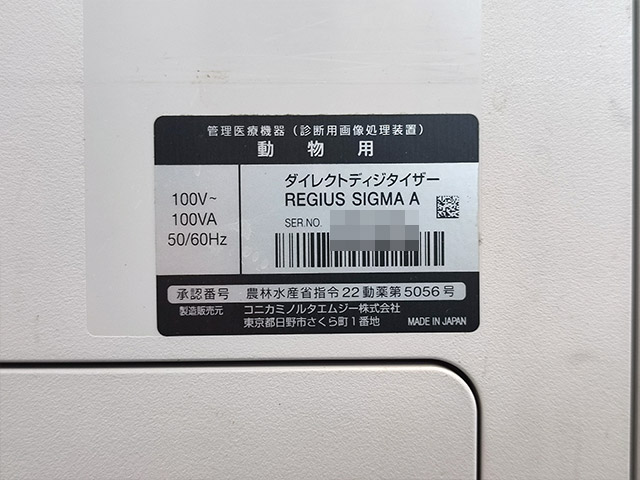 管理医療機器（診断用画像処理装置）
動物用
100V~
100VA
50/60Hz
ダイレクトディジタイザー
REGIUS SIGMA A
SER.NO.
承認番号 農林水産省指令22動薬第5056号
製造販売元 コニカミノルタエムジー株式会社
東京都日野市さくら町1番地 MADE IN JAPAN